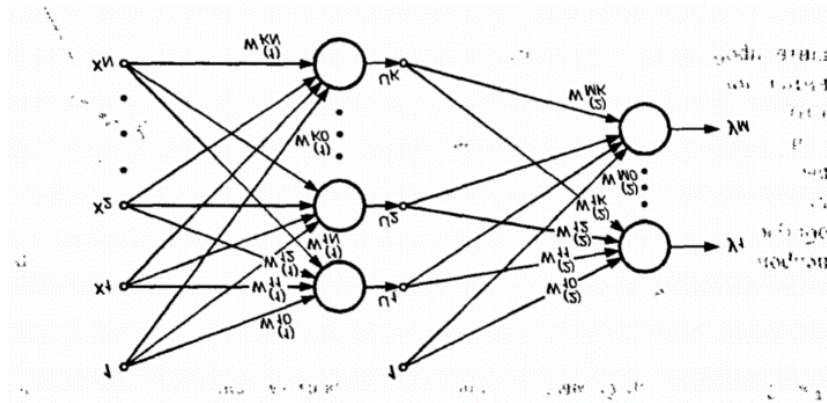 1 1
w(1)10
w(2)10
x1 w(1)11 u1
w(2)11
w(1)12
w(2)12 y1
w(1)1N
x2 u2
w(2)1K
w(2)M0
w(1)K0
yM
w(2)MK
uK
xN
w(1)KN